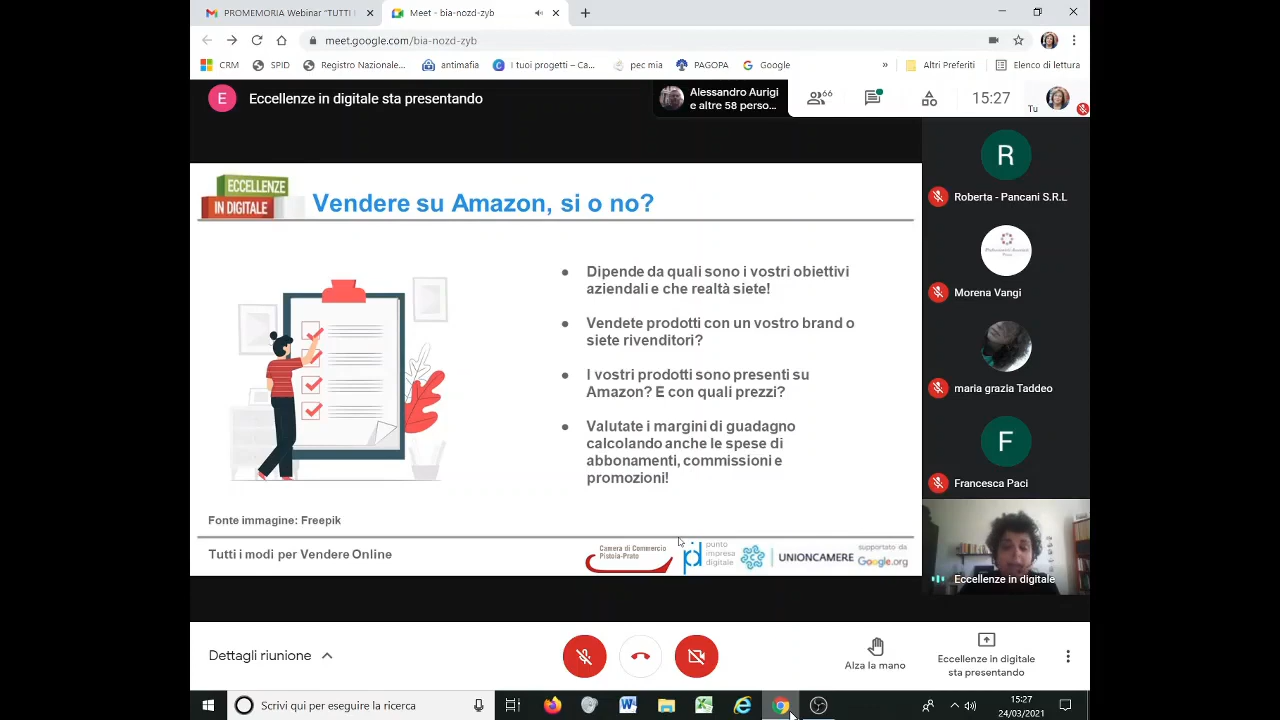 PROMEMORIA Webinar "TUTTI I
Meet - bia-nozd-zyb
meet.google.com/bia-nozd-zyb
CRM
SPID
Registro Nazionale...
antimafia
I tuoi progetti – Ca...
pec mia
PAGOPA
Google
»
Altri Preferiti
Elenco di lettura
E
Eccellenze in digitale sta presentando
Alessandro Aurigi
e altre 58 perso...
66
15:27
Tu
ECCELLENZE
IN DIGITALE
Vendere su Amazon, si o no?
● Dipende da quali sono i vostri obiettivi
aziendali e che realtà siete!
● Vendete prodotti con un vostro brand o
siete rivenditori?
● I vostri prodotti sono presenti su
Amazon? E con quali prezzi?
● Valutate i margini di guadagno
calcolando anche le spese di
abbonamenti, commissioni e
promozioni!
Fonte immagine: Freepik
Tutti i modi per Vendere Online
Camera di Commercio
Pistoia-Prato
pid
punto
impresa
digitale
UNIONCAMERE
supportato da
Google.org
R
Roberta - Pancani S.R.L
Morena Vangi
maria grazia Taddeo
F
Francesca Paci
Eccellenze in digitale
Dettagli riunione
Alza la mano
Eccellenze in digitale
sta presentando
Scrivi qui per eseguire la ricerca
15:27
24/03/2021